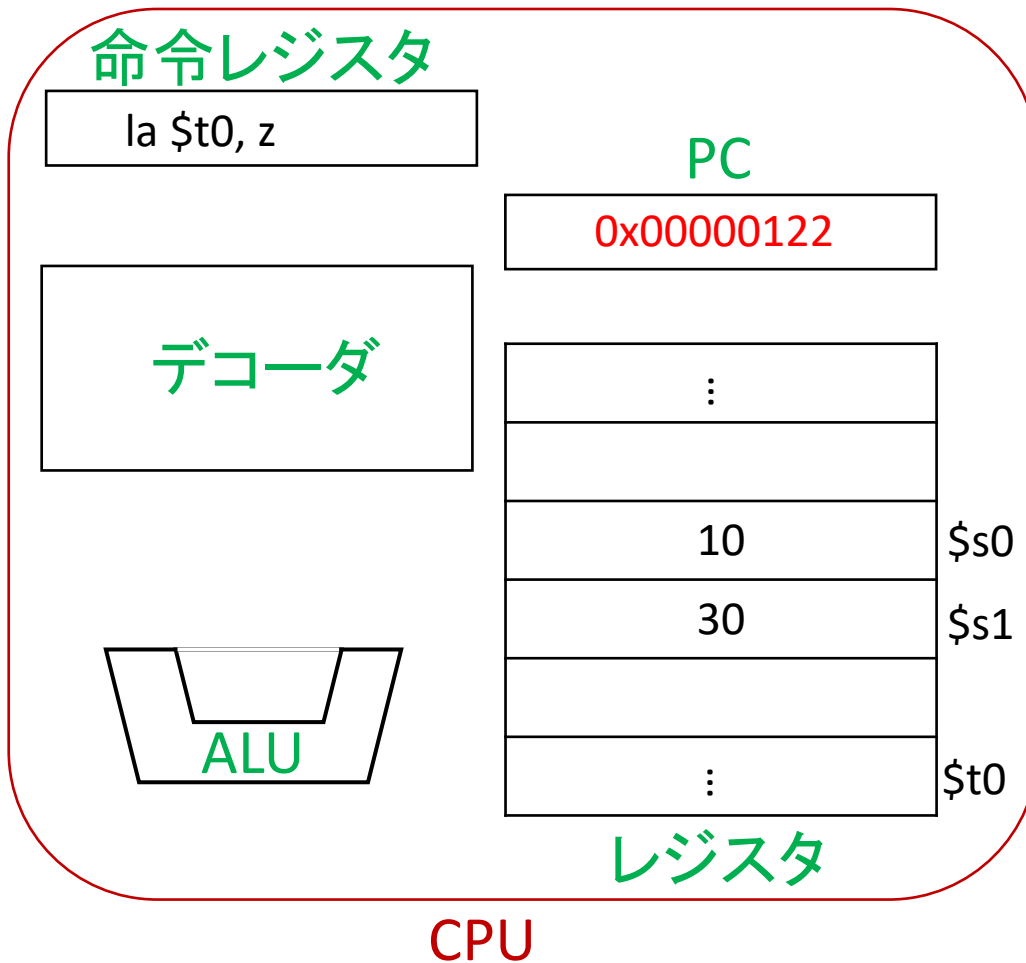 命令レジスタ
la $t0, z
PC
0x00000122
デコーダ
⋮
10 $s0
30 $s1
ALU
⋮ $t0
レジスタ
CPU